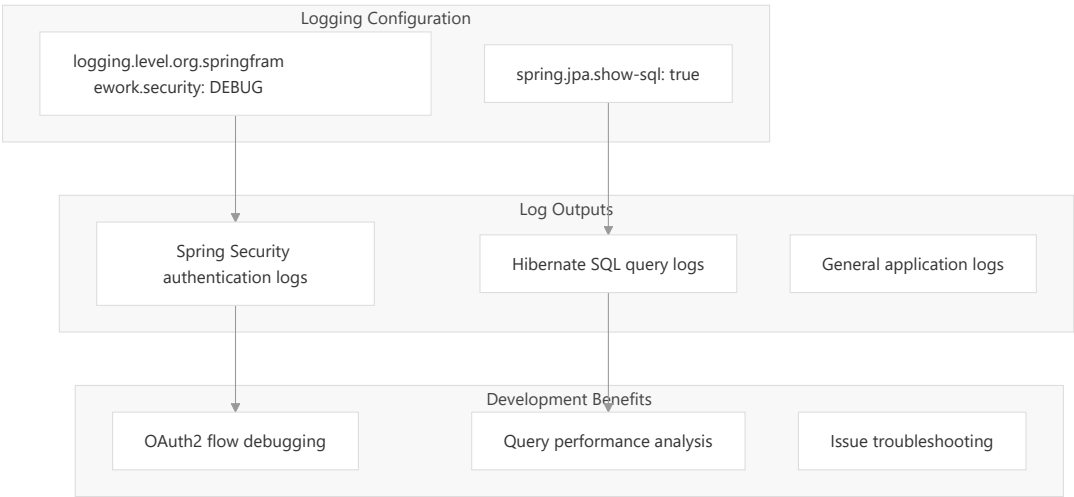 Logging Configuration
logging.level.org.springfram
ework.security: DEBUG
spring.jpa.show-sql: true
Log Outputs
Spring Security
authentication logs
Hibernate SQL query logs
General application logs
Development Benefits
OAuth2 flow debugging
Query performance analysis
Issue troubleshooting